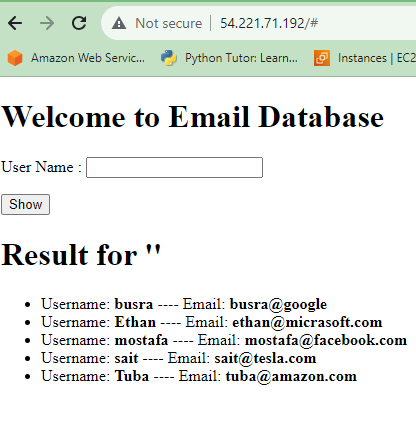 Not secure | 54.221.71.192/#
Amazon Web Servic... Python Tutor: Learn... Instances | EC2
Welcome to Email Database
User Name :
Show
Result for ''
Username: busra ---- Email: busra@google
Username: Ethan ---- Email: ethan@micrasoft.com
Username: mostafa ---- Email: mostafa@facebook.com
Username: sait ---- Email: sait@tesla.com
Username: Tuba ---- Email: tuba@amazon.com